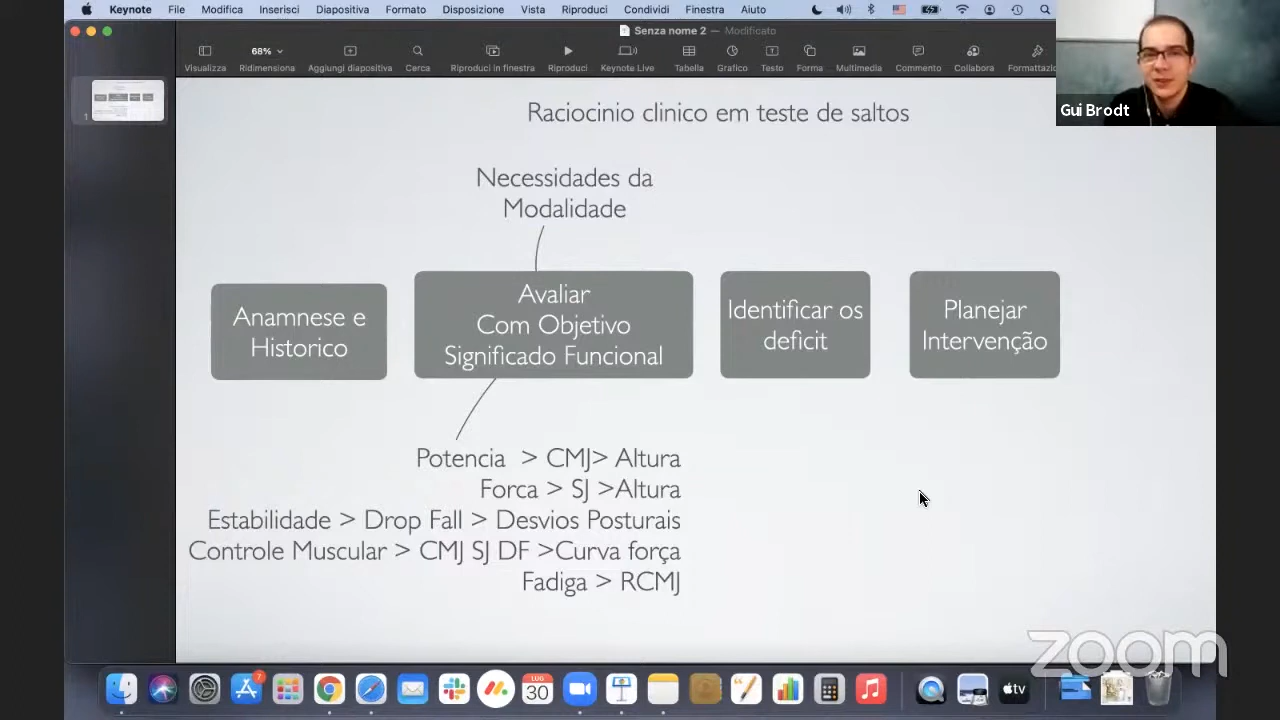 Keynote File Modifica Inserisci Diapositiva Formato Disposizione Vista Riproduci Condividi Finestra Aiuto
Senza nome 2 — Modificato
68%
Visualizza Ridimensiona Aggiungi diapositiva Cerca Riproduci in finestra Riproduci Keynote Live Tabella Grafico Testo Forma Multimedia Commento Collabora Formattazio
Gui Brodt
1
Raciocinio clinico em teste de saltos
Necessidades da
Modalidade
Anamnese e
Historico
Avaliar
Com Objetivo
Significado Funcional
Identificar os
deficit
Planejar
Intervenção
Potencia > CMJ> Altura
Forca > SJ >Altura
Estabilidade > Drop Fall > Desvios Posturais
Controle Muscular > CMJ SJ DF >Curva força
Fadiga > RCMJ
zoom
7
LUG
30
tv